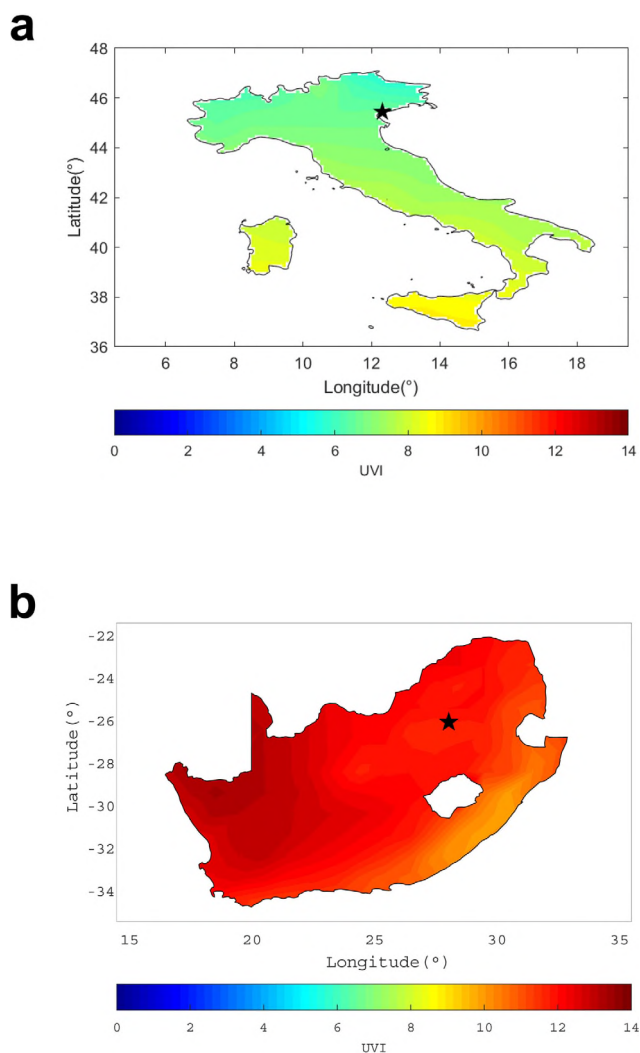 a
48
46
44
42
40
38
36
Latitude(°)
6 8 10 12 14 16 18
Longitude(°)
0 2 4 6 8 10 12 14
UVI
b
-22
-24
-26
-28
-30
-32
-34
Latitude(º)
15 20 25 30 35
Longitude(º)
0 2 4 6 8 10 12 14
UVI